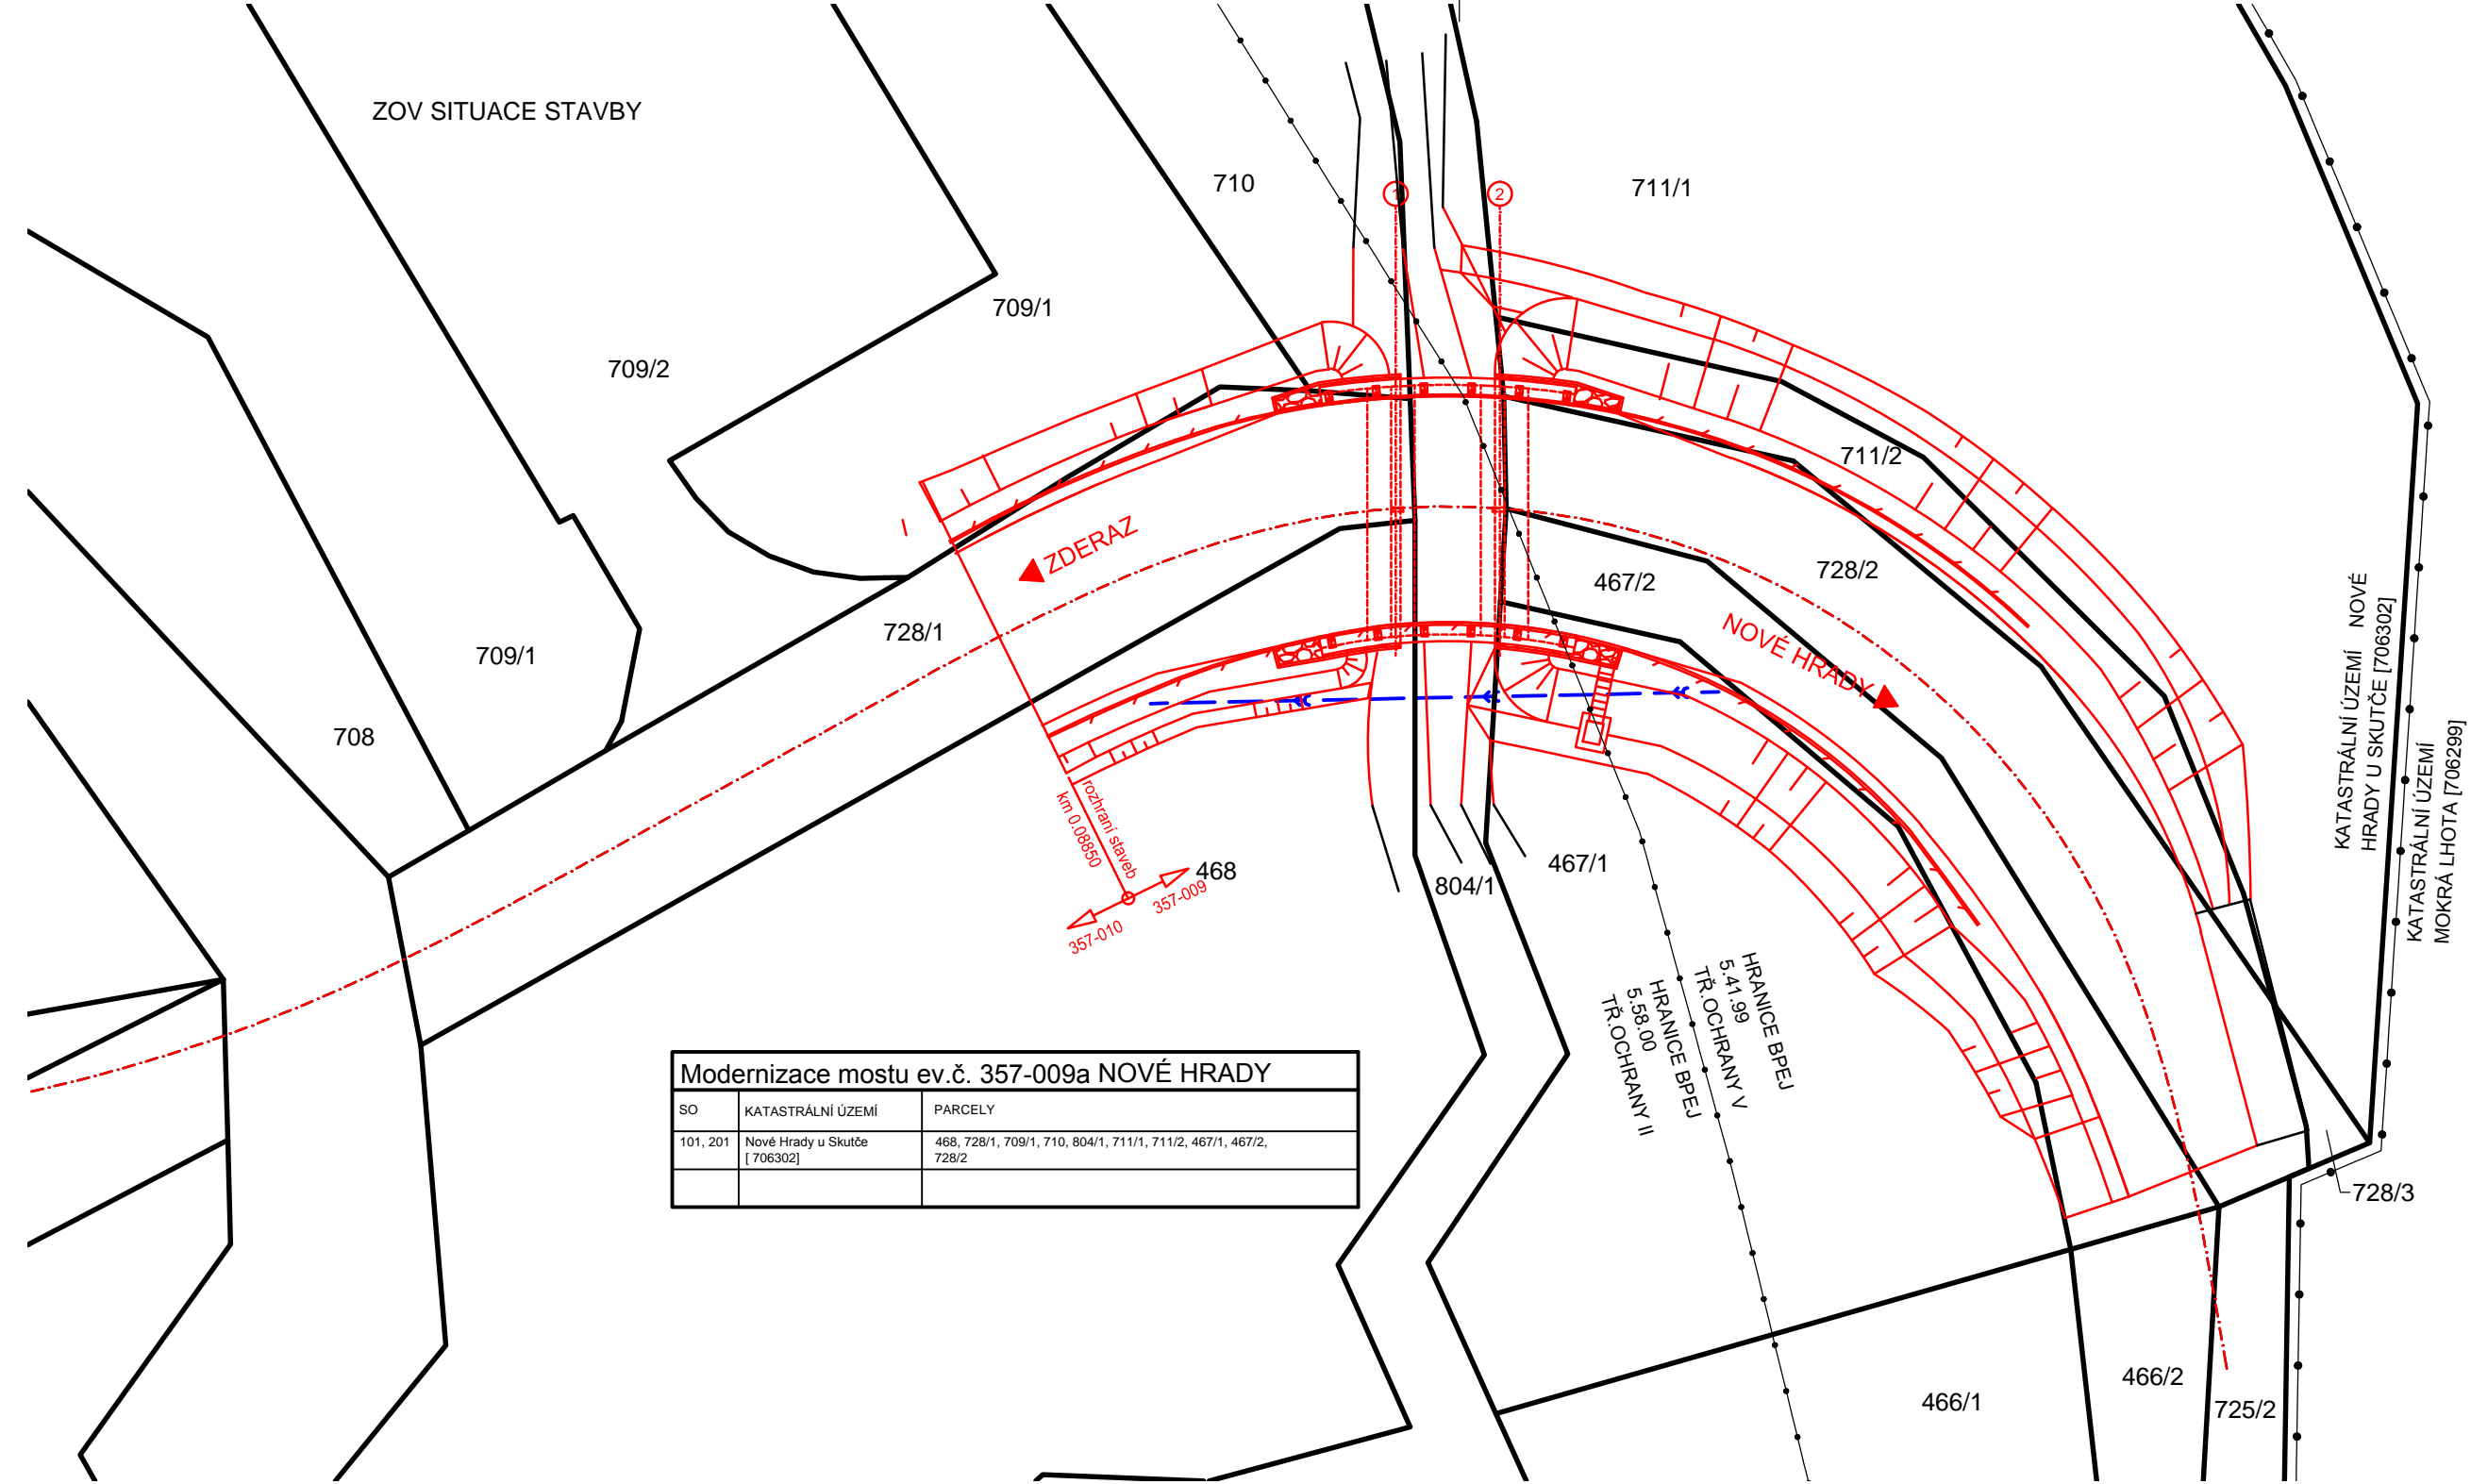 ZOV SITUACE STAVBY
710
711/1
1
2
709/1
709/2
711/2
ZDERAZ
467/2
728/2
728/1
709/1
NOVÉ HRADY
708
KATASTRÁLNÍ ÚZEMÍ NOVÉ
HRADY U SKUTČE [706302]
KATASTRÁLNÍ ÚZEMÍ
MOKRÁ LHOTA [706299]
rozhraní staveb
km 0.08850
468
357-009
357-010
467/1
804/1
HRANICE BPEJ
5.41.99
TŘ.OCHRANY V
HRANICE BPEJ
5.58.00
TŘ.OCHRANY II
Modernizace mostu ev.č. 357-009a NOVÉ HRADY
SO
KATASTRÁLNÍ ÚZEMÍ
PARCELY
101, 201
Nové Hrady u Skutče
[ 706302]
468, 728/1, 709/1, 710, 804/1, 711/1, 711/2, 467/1, 467/2,
728/2
728/3
466/2
466/1
725/2